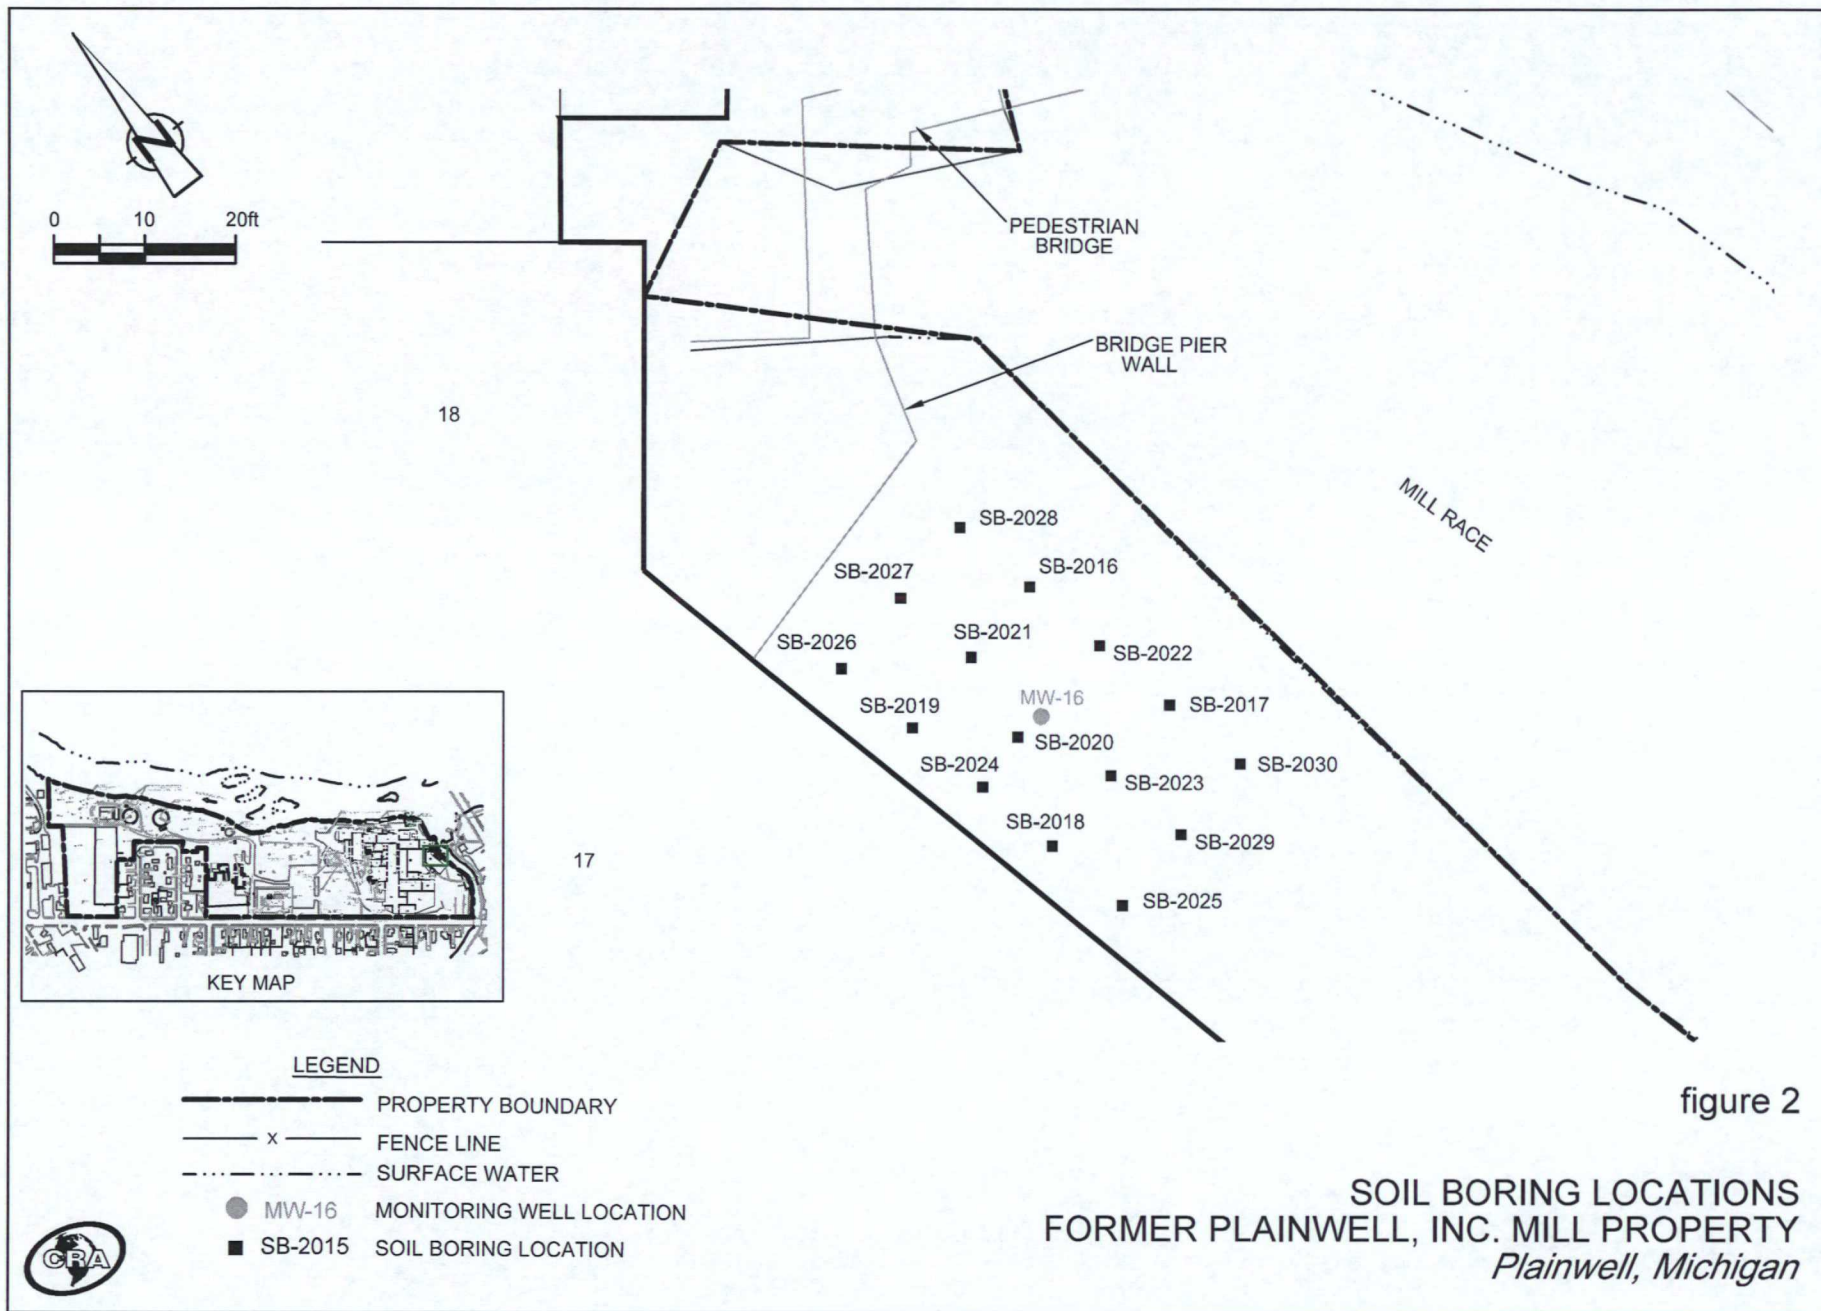 N
0 10 20ft
PEDESTRIAN
BRIDGE
BRIDGE PIER
WALL
18
MILL RACE
SB-2028
SB-2016
SB-2027
SB-2021
SB-2026
SB-2022
MW-16
SB-2017
SB-2019
SB-2020
SB-2030
SB-2024
SB-2023
SB-2018
SB-2029
17
SB-2025
KEY MAP
LEGEND
PROPERTY BOUNDARY
x FENCE LINE
SURFACE WATER
MW-16 MONITORING WELL LOCATION
SB-2015 SOIL BORING LOCATION
CRA
figure 2
SOIL BORING LOCATIONS
FORMER PLAINWELL, INC. MILL PROPERTY
Plainwell, Michigan